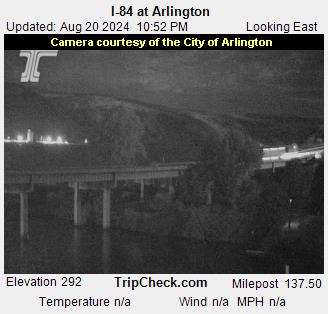 I-84 at Arlington
Updated: Aug 20 2024 10:52 PM Looking East
Camera courtesy of the City of Arlington
Elevation 292 TripCheck.com Milepost 137.50
Temperature n/a Wind n/a MPH n/a